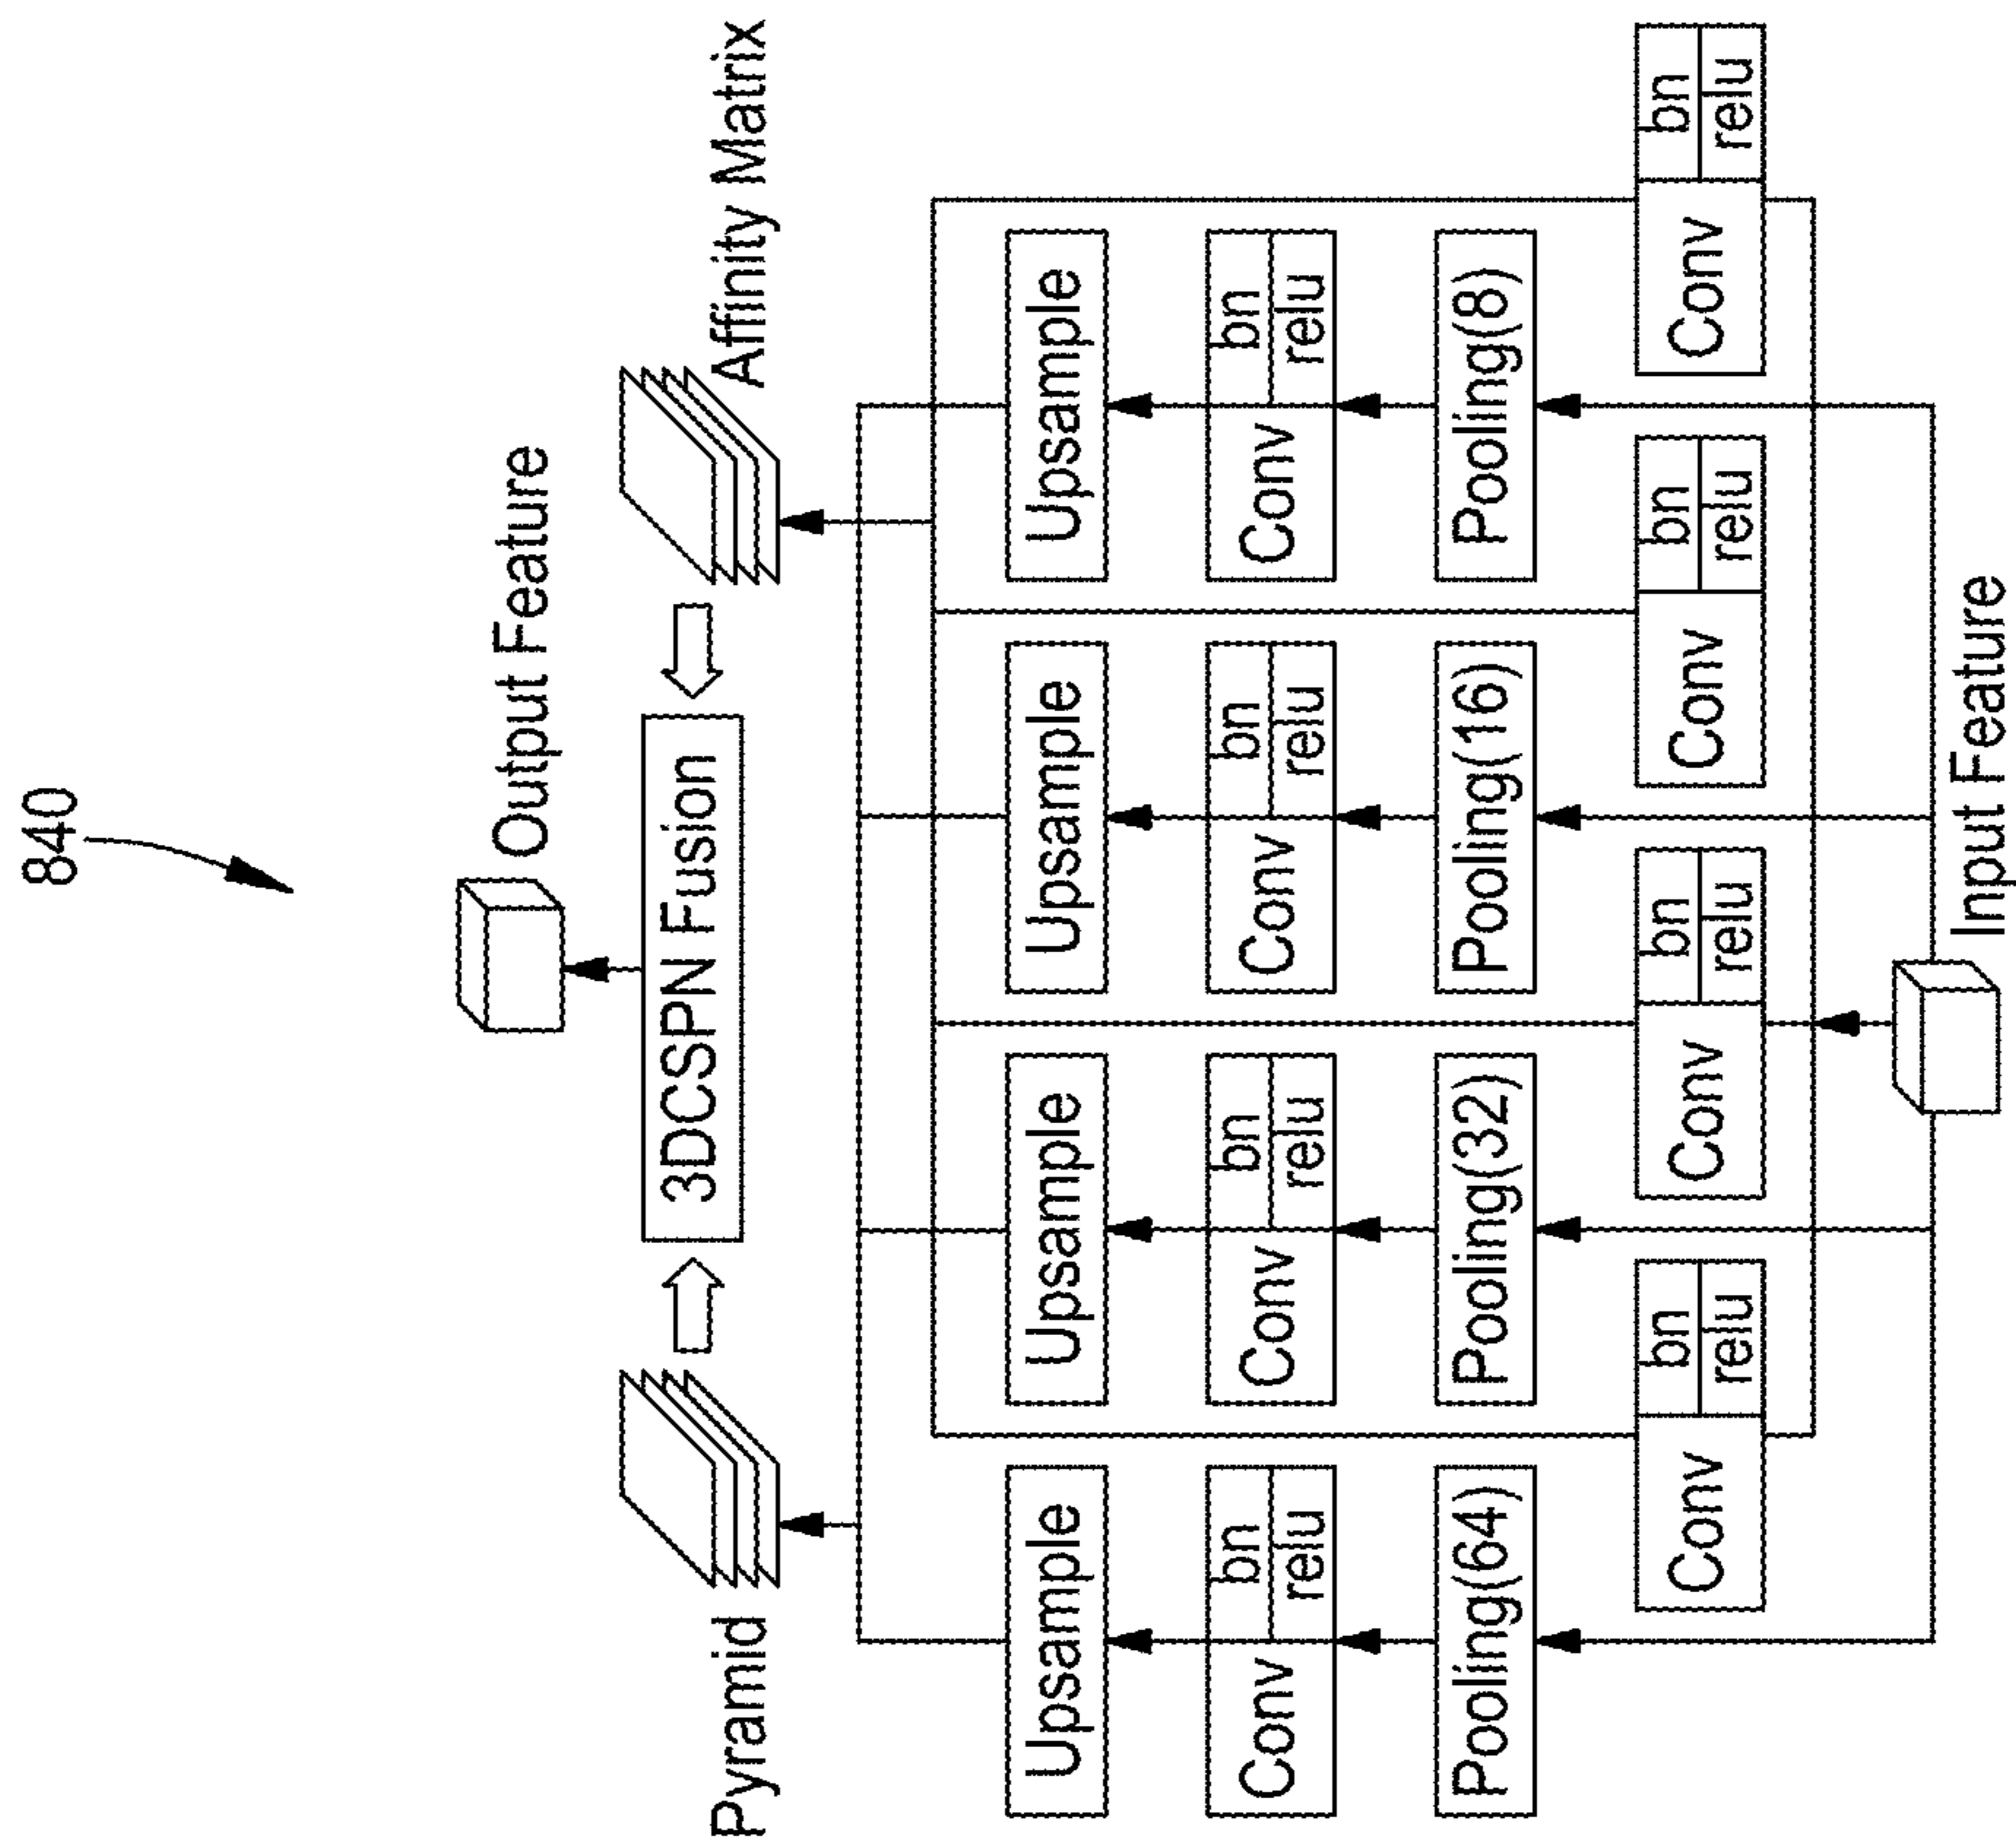 840
Output Feature
Pyramid
3DCSPN Fusion
Affinity Matrix
Upsample
Upsample
Upsample
Upsample
Conv
bn
relu
Conv
bn
relu
Conv
bn
relu
Conv
bn
relu
Pooling(64)
Pooling(32)
Pooling(16)
Pooling(8)
Conv
bn
relu
Conv
bn
relu
Conv
bn
relu
Conv
bn
relu
Input Feature